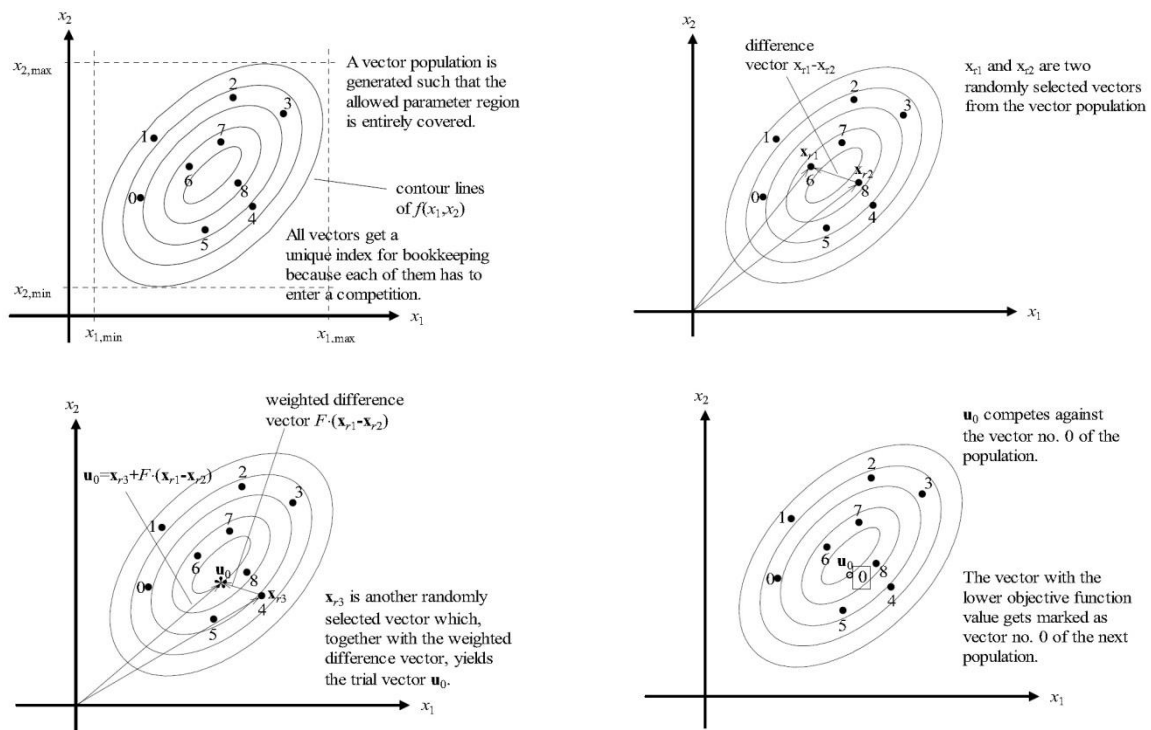 x2
x2,max
A vector population is
generated such that the
allowed parameter region
is entirely covered.
2
3
1
7
6
8
0
4
5
contour lines
of f(x1,x2)
All vectors get a
unique index for bookkeeping
because each of them has to
enter a competition.
x2,min
x1
x1,min
x1,max
x2
difference
vector xr1-xr2
xr1 and xr2 are two
randomly selected vectors
from the vector population
2
3
1
7
xr1
xr2
6
8
0
4
5
x1
x2
weighted difference
vector F·(xr1-xr2)
u0=xr3+F·(xr1-xr2)
2
3
1
7
6
u0
8
0
xr3
4
5
xr3 is another randomly
selected vector which,
together with the weighted
difference vector, yields
the trial vector u0.
x1
x2
u0 competes against
the vector no. 0 of the
population.
2
3
1
7
6
u0
0
8
0
4
5
The vector with the
lower objective function
value gets marked as
vector no. 0 of the next
population.
x1